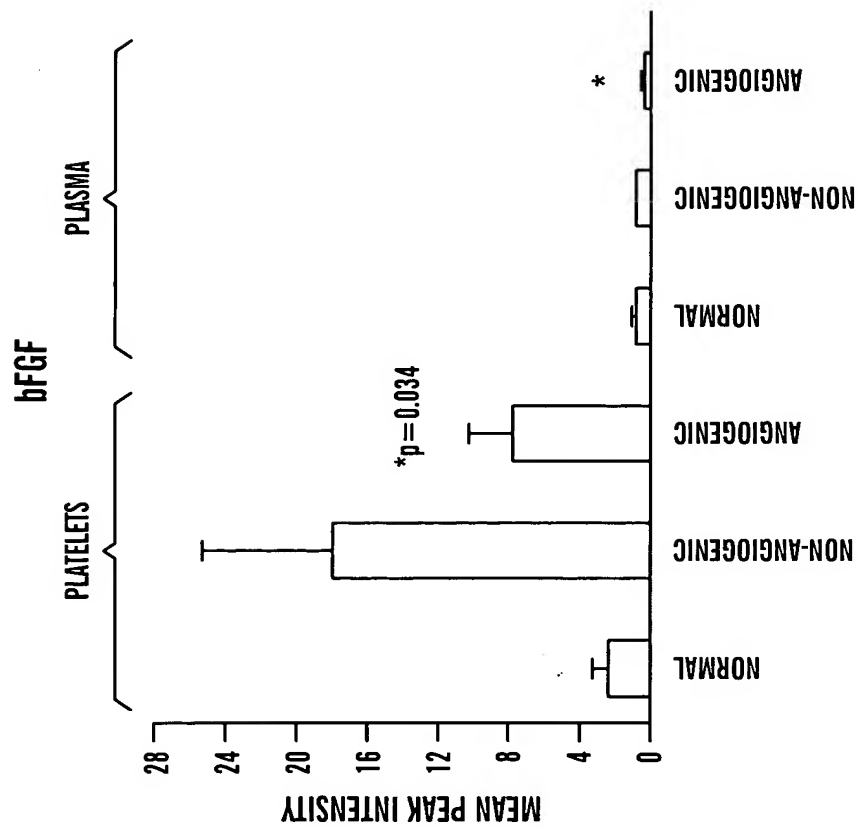 bFGF
PLATELETS
PLASMA
MEAN PEAK INTENSITY
28
24
20
16
12
8
4
0
*p=0.034
*
NORMAL
NON-ANGIOGENIC
ANGIOGENIC
NORMAL
NON-ANGIOGENIC
ANGIOGENIC